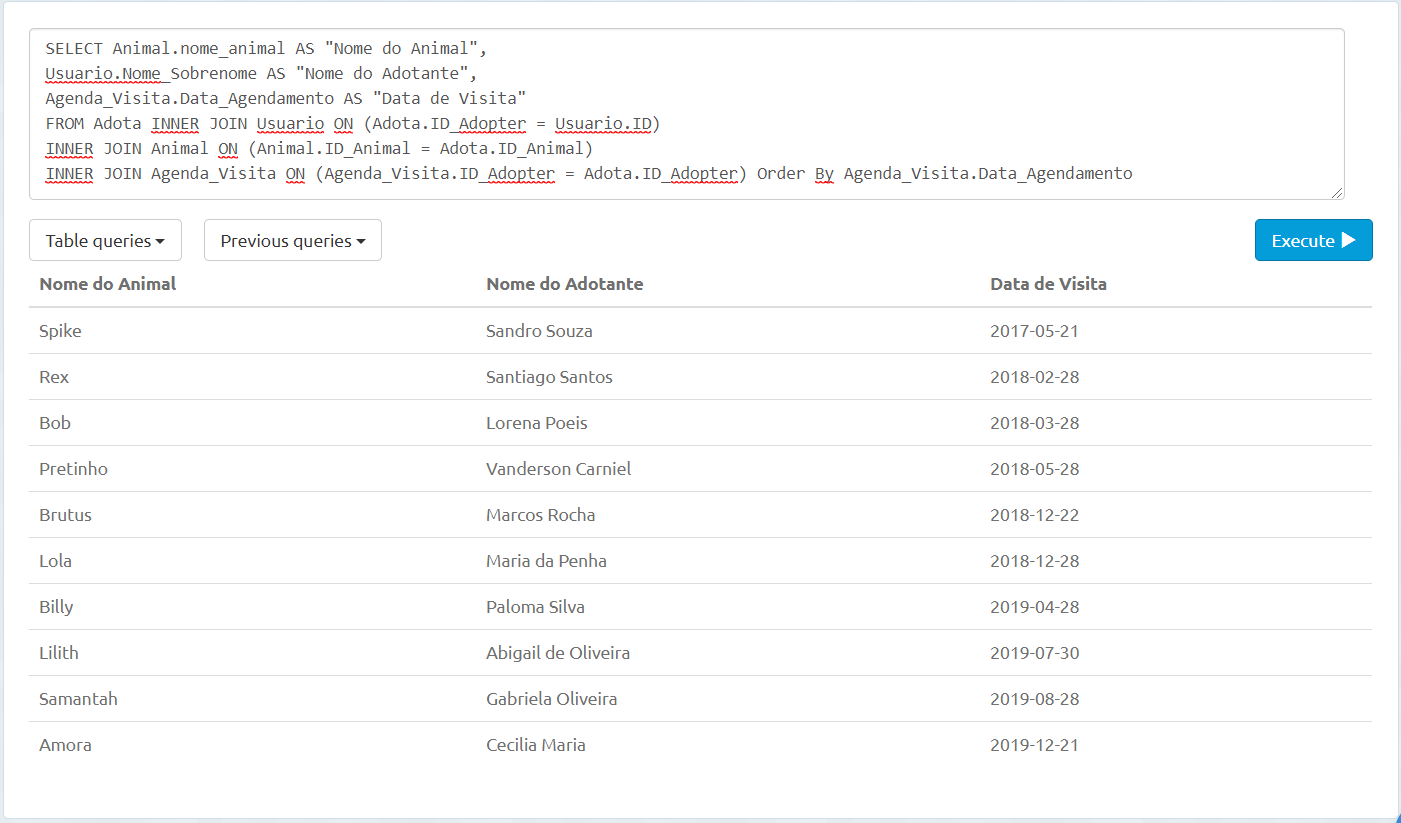 SELECT Animal.nome_animal AS "Nome do Animal",
Usuario.Nome_Sobrenome AS "Nome do Adotante",
Agenda_Visita.Data_Agendamento AS "Data de Visita"
FROM Adota INNER JOIN Usuario ON (Adota.ID_Adopter = Usuario.ID)
INNER JOIN Animal ON (Animal.ID_Animal = Adota.ID_Animal)
INNER JOIN Agenda_Visita ON (Agenda_Visita.ID_Adopter = Adota.ID_Adopter) Order By Agenda_Visita.Data_Agendamento
Table queries Previous queries Execute
Nome do Animal Nome do Adotante Data de Visita
Spike Sandro Souza 2017-05-21
Rex Santiago Santos 2018-02-28
Bob Lorena Poeis 2018-03-28
Pretinho Vanderson Carniel 2018-05-28
Brutus Marcos Rocha 2018-12-22
Lola Maria da Penha 2018-12-28
Billy Paloma Silva 2019-04-28
Lilith Abigail de Oliveira 2019-07-30
Samantah Gabriela Oliveira 2019-08-28
Amora Cecilia Maria 2019-12-21